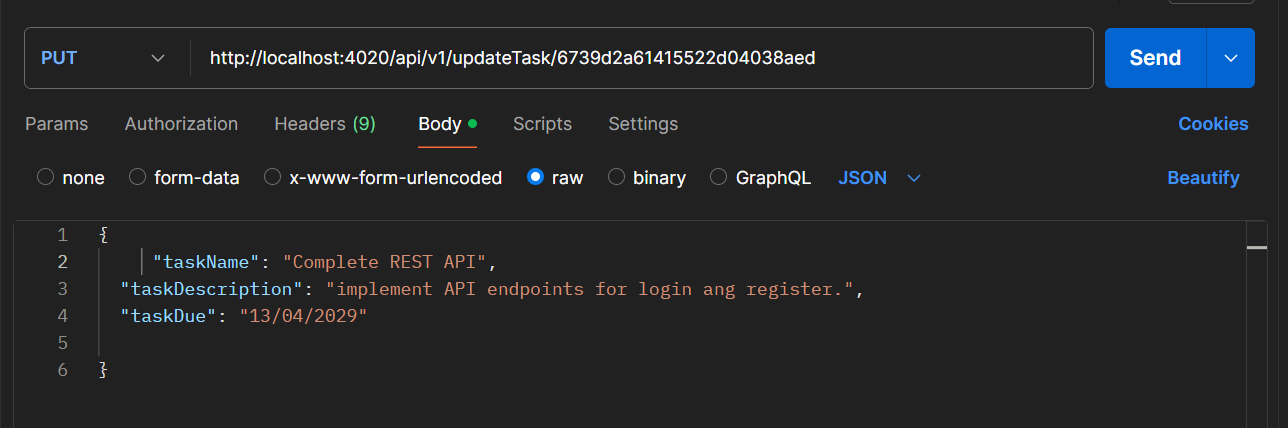 PUT http://localhost:4020/api/v1/updateTask/6739d2a61415522d04038aed Send
Params Authorization Headers (9) Body Scripts Settings Cookies
none form-data x-www-form-urlencoded raw binary GraphQL JSON Beautify
1 {
2 "taskName": "Complete REST API",
3 "taskDescription": "implement API endpoints for login ang register.",
4 "taskDue": "13/04/2029"
5
6 }